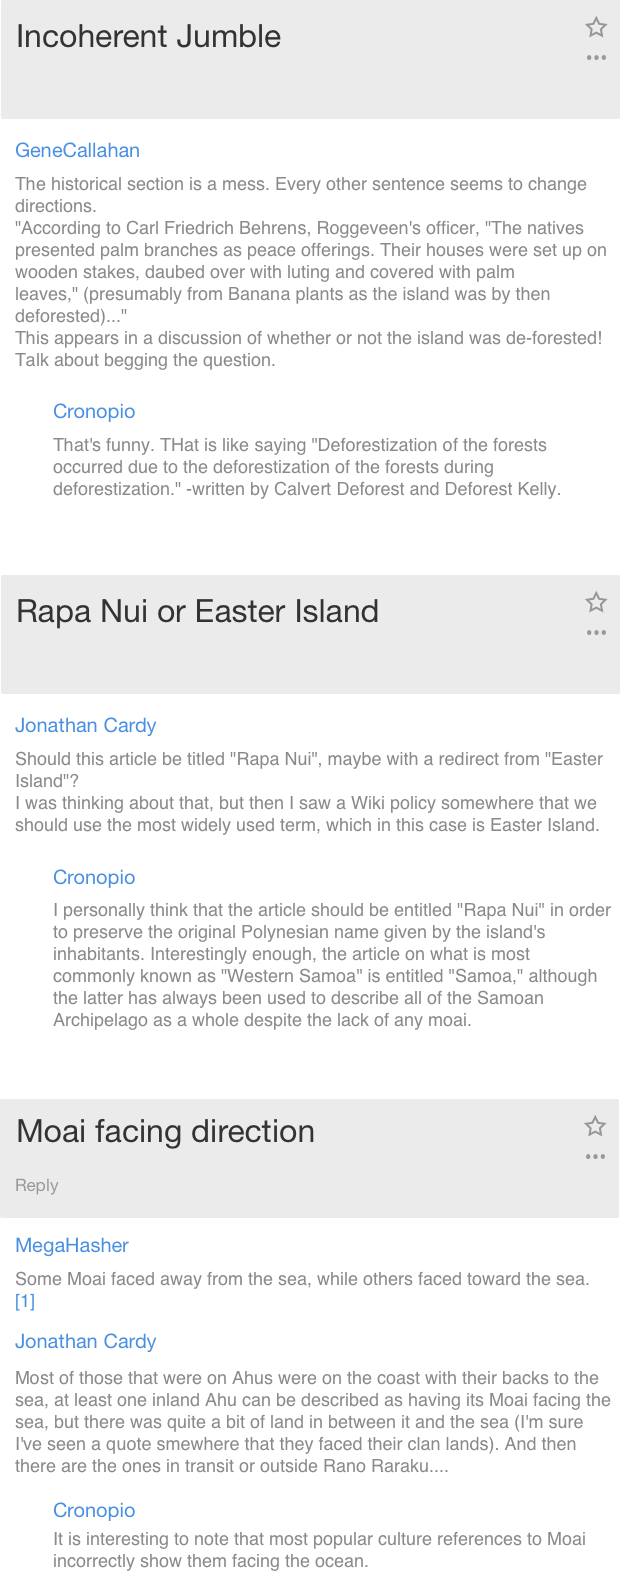 Incoherent Jumble
GeneCallahan
The historical section is a mess. Every other sentence seems to change
directions.
"According to Carl Friedrich Behrens, Roggeveen's officer, "The natives
presented palm branches as peace offerings. Their houses were set up on
wooden stakes, daubed over with luting and covered with palm
leaves," (presumably from Banana plants as the island was by then
deforested)..."
This appears in a discussion of whether or not the island was de-forested!
Talk about begging the question.
Cronopio
That's funny. THat is like saying "Deforestization of the forests
occurred due to the deforestization of the forests during
deforestization." -written by Calvert Deforest and Deforest Kelly.
Rapa Nui or Easter Island
Jonathan Cardy
Should this article be titled "Rapa Nui", maybe with a redirect from "Easter
Island"?
I was thinking about that, but then I saw a Wiki policy somewhere that we
should use the most widely used term, which in this case is Easter Island.
Cronopio
I personally think that the article should be entitled "Rapa Nui" in order
to preserve the original Polynesian name given by the island's
inhabitants. Interestingly enough, the article on what is most
commonly known as "Western Samoa" is entitled "Samoa," although
the latter has always been used to describe all of the Samoan
Archipelago as a whole despite the lack of any moai.
Moai facing direction
Reply
MegaHasher
Some Moai faced away from the sea, while others faced toward the sea.
[1]
Jonathan Cardy
Most of those that were on Ahus were on the coast with their backs to the
sea, at least one inland Ahu can be described as having its Moai facing the
sea, but there was quite a bit of land in between it and the sea (I'm sure
I've seen a quote smewhere that they faced their clan lands). And then
there are the ones in transit or outside Rano Raraku....
Cronopio
It is interesting to note that most popular culture references to Moai
incorrectly show them facing the ocean.